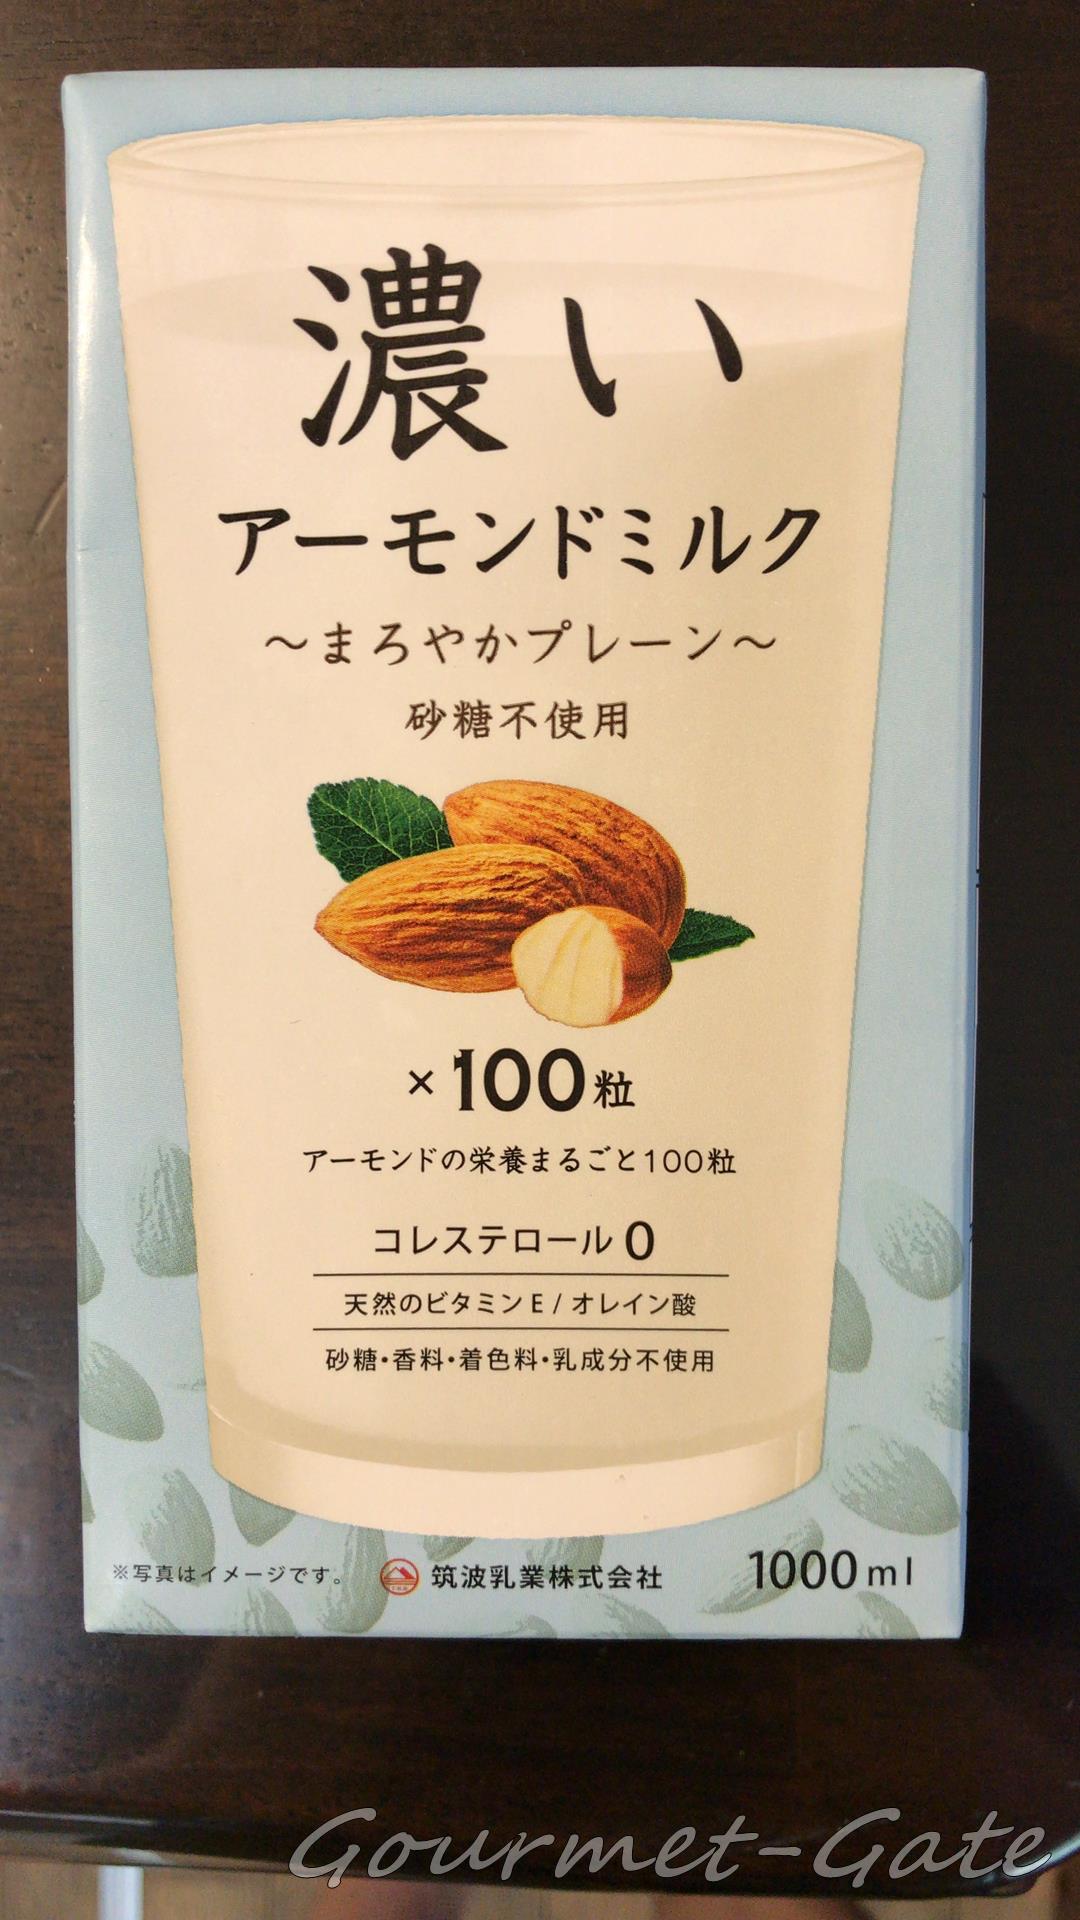 濃い
アーモンドミルク
～まろやかプレーン～
砂糖不使用
×100粒
アーモンドの栄養まるごと100粒
コレステロール0
天然のビタミンE/オレイン酸
砂糖・香料・着色料・乳成分不使用
※写真はイメージです。 筑波乳業株式会社 1000ml
Gourmet-Gate